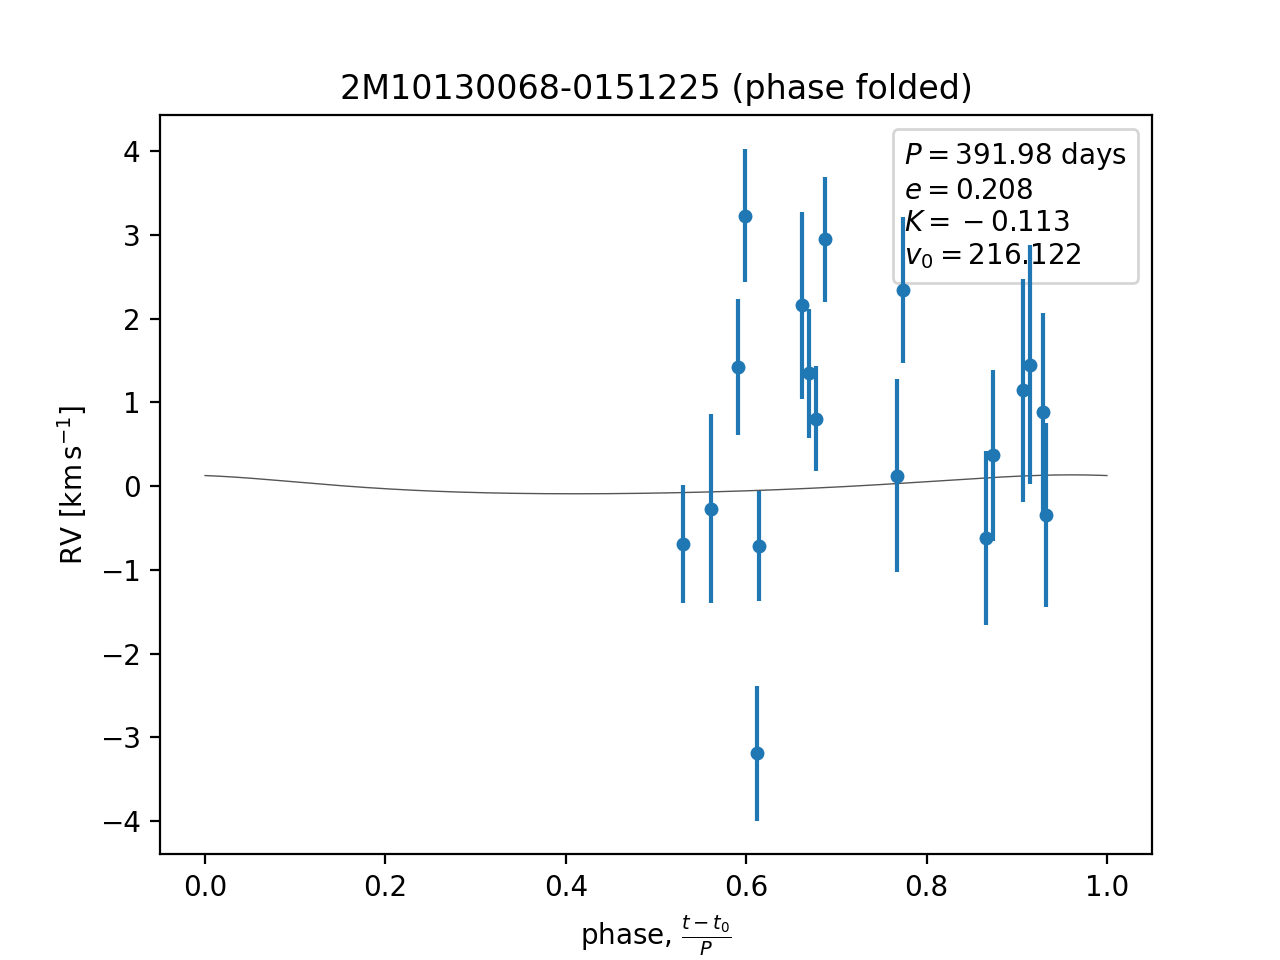 2M10130068-0151225 (phase folded)
P = 391.98 days
e = 0.208
K = −0.113
v₀ = 216.122
4
3
2
1
0
−1
−2
−3
−4
RV [km s⁻¹]
0.0 0.2 0.4 0.6 0.8 1.0
phase, (t − t₀)/P